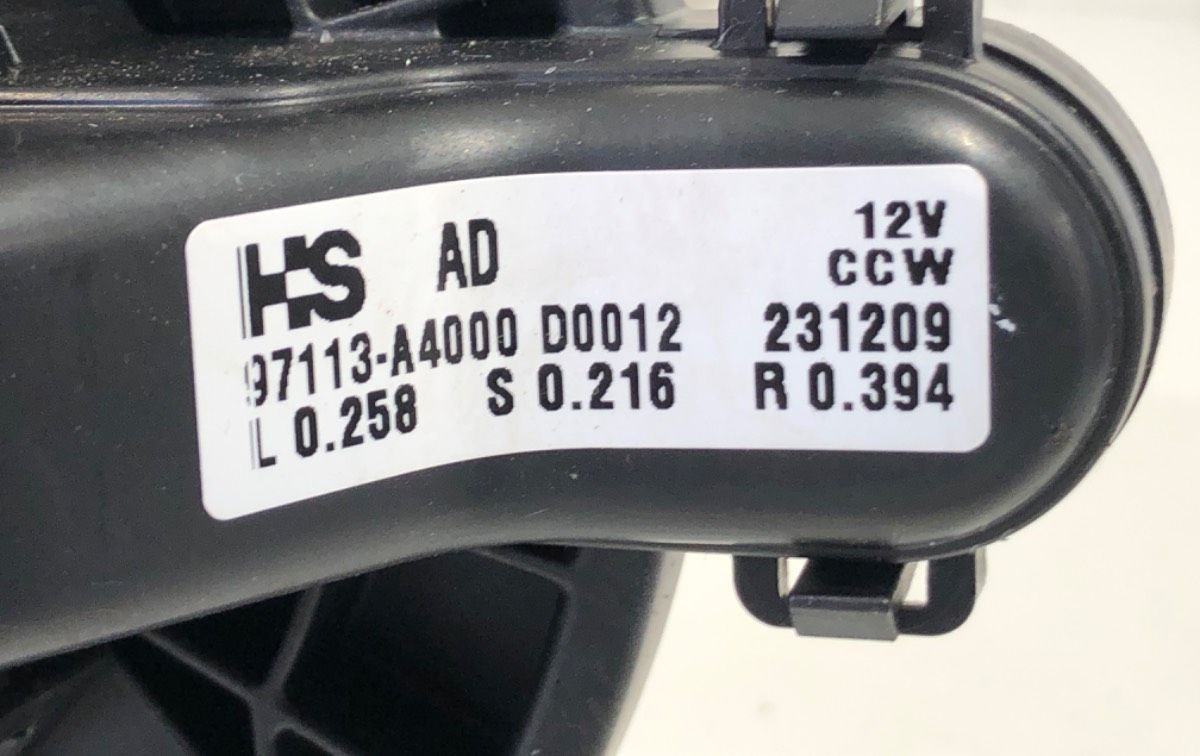 HS AD 12V
CCW
97113-A4000 D0012 231209
L 0.258 S 0.216 R 0.394